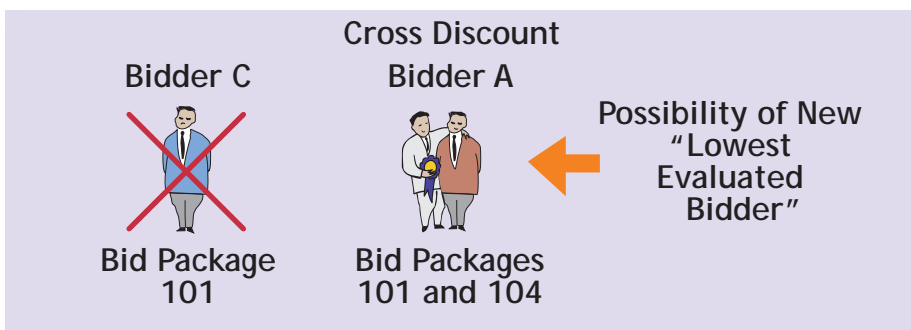 Cross Discount
Bidder C
Bidder A
Bid Package
101
Bid Packages
101 and 104
Possibility of New
"Lowest
Evaluated
Bidder"